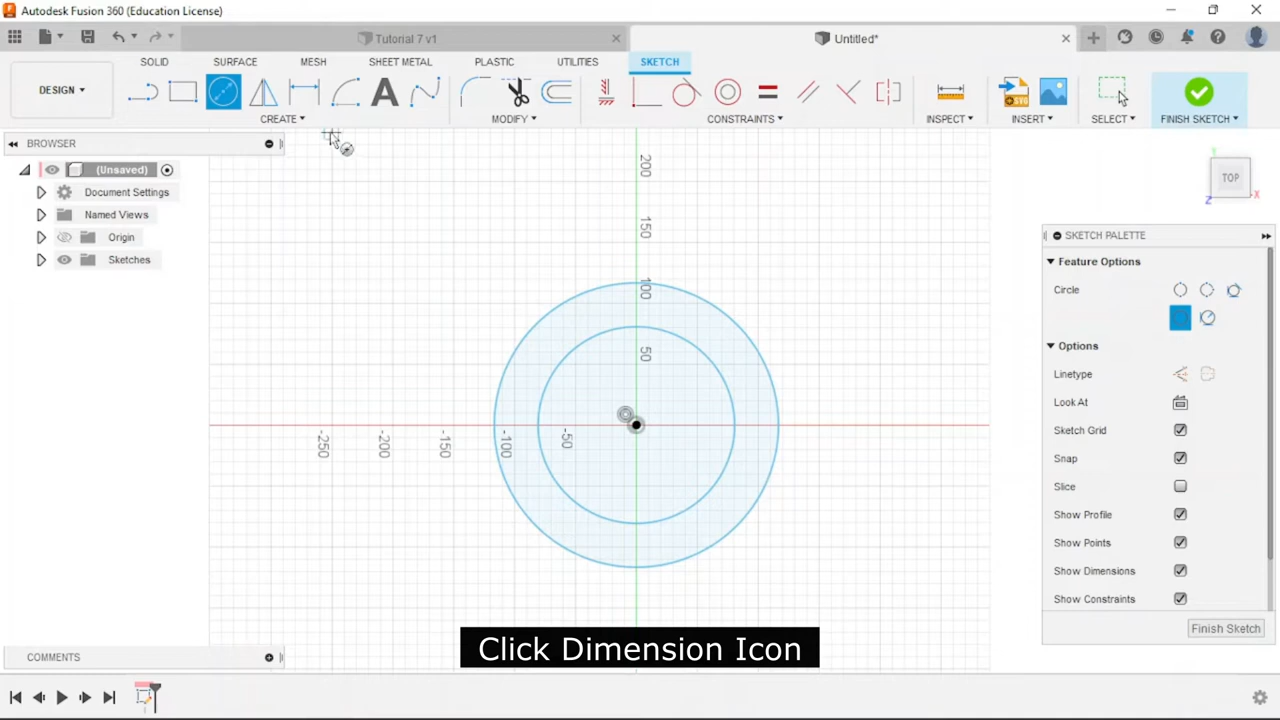 Autodesk Fusion 360 (Education License)
Tutorial 7 v1
Untitled*
DESIGN
SOLID
SURFACE
MESH
SHEET METAL
PLASTIC
UTILITIES
SKETCH
CREATE
MODIFY
CONSTRAINTS
INSPECT
INSERT
SELECT
FINISH SKETCH
BROWSER
(Unsaved)
Document Settings
Named Views
Origin
Sketches
200
150
100
50
-250
-200
-150
-100
-50
TOP
Z
X
Y
SKETCH PALETTE
Feature Options
Circle
Options
Linetype
Look At
Sketch Grid
Snap
Slice
Show Profile
Show Points
Show Dimensions
Show Constraints
Finish Sketch
Click Dimension Icon
COMMENTS